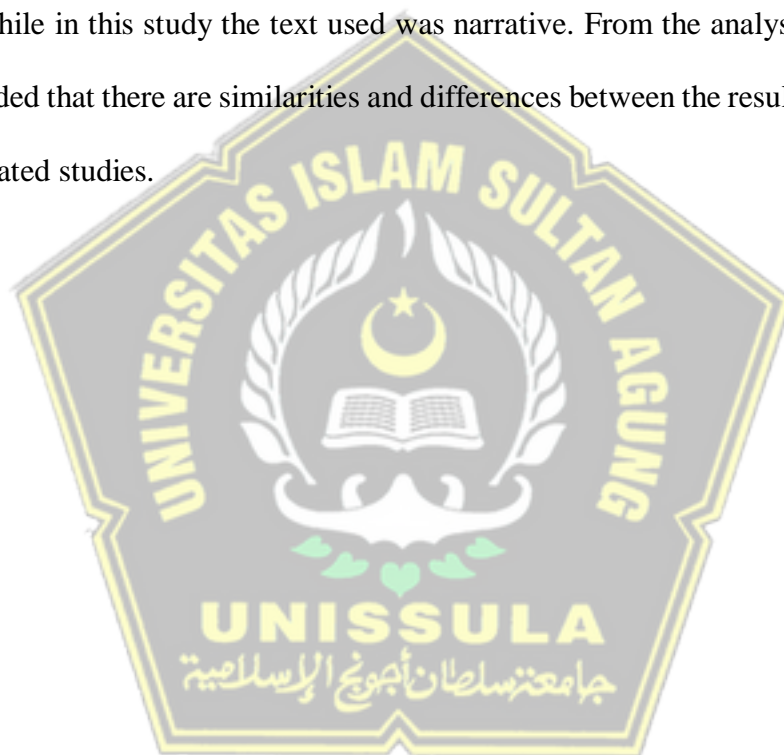 hile in this study the text used was narrative. From the analys
ded that there are similarities and differences between the resul
ated studies.
UNIVERSITAS ISLAM SULTAN AGUNG
UNISSULA
جامعة سلطان أجونج الإسلامية